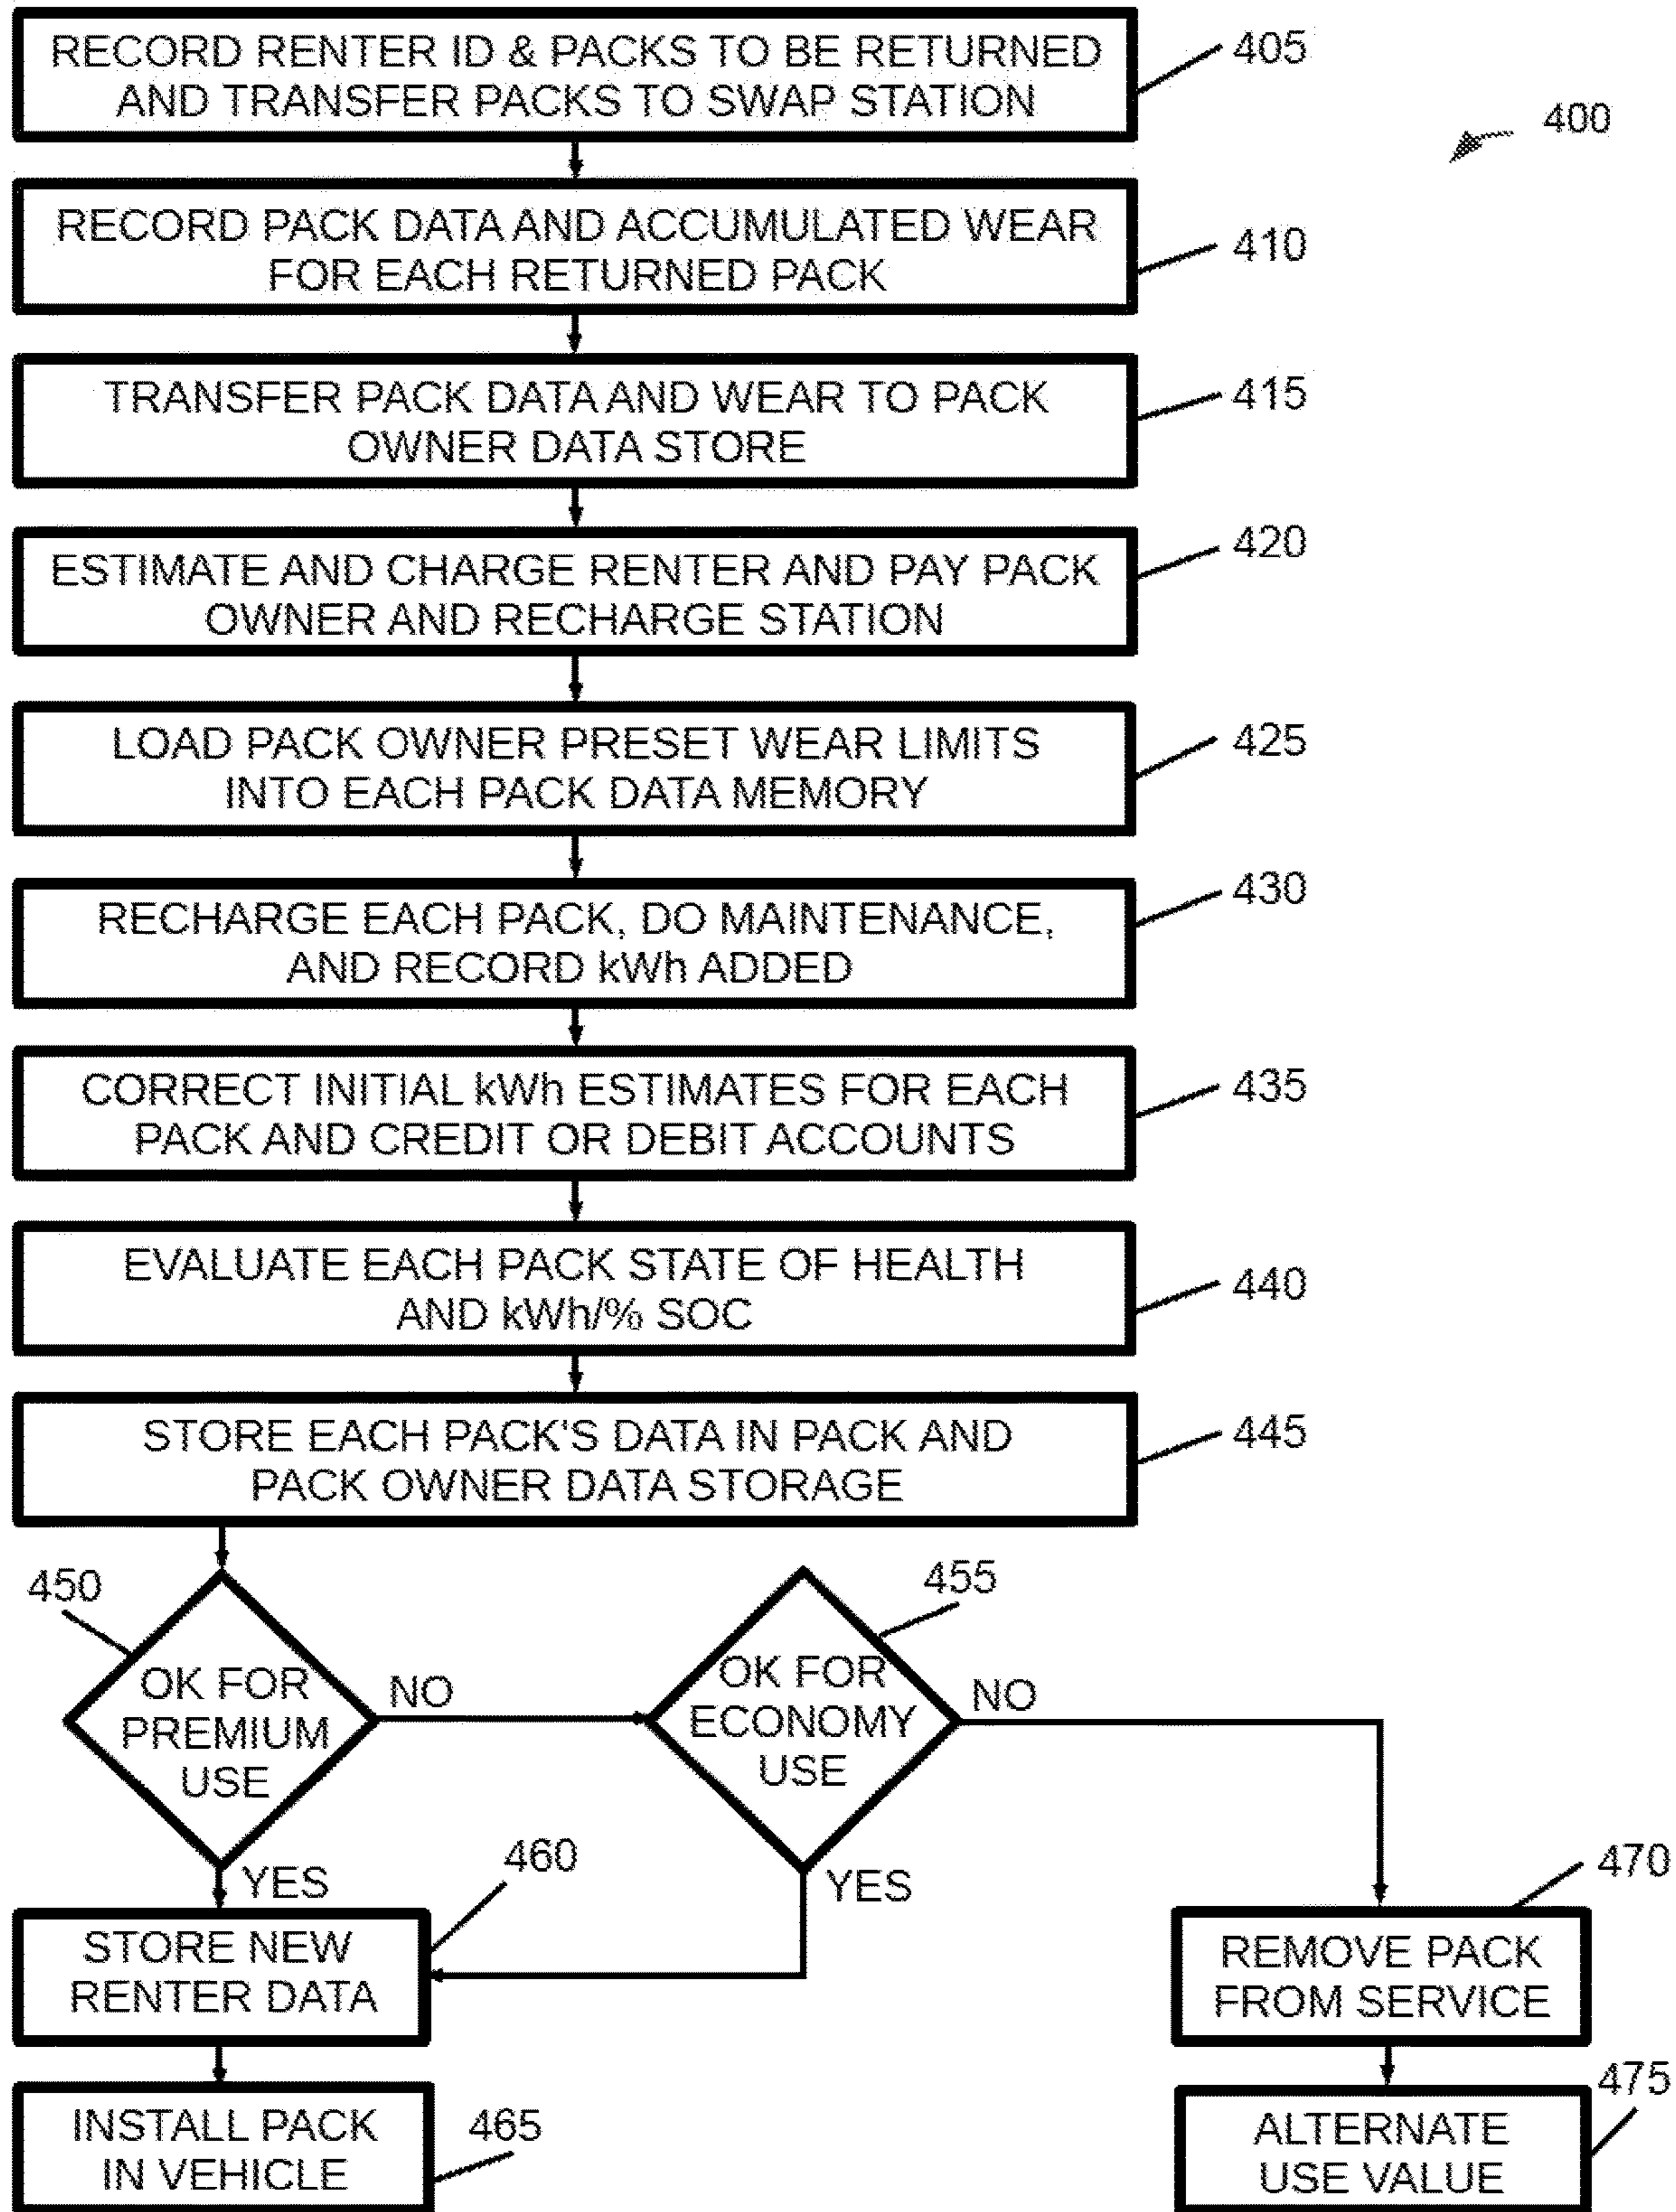 RECORD RENTER ID & PACKS TO BE RETURNED
AND TRANSFER PACKS TO SWAP STATION
405
400
RECORD PACK DATA AND ACCUMULATED WEAR
FOR EACH RETURNED PACK
410
TRANSFER PACK DATA AND WEAR TO PACK
OWNER DATA STORE
415
ESTIMATE AND CHARGE RENTER AND PAY PACK
OWNER AND RECHARGE STATION
420
LOAD PACK OWNER PRESET WEAR LIMITS
INTO EACH PACK DATA MEMORY
425
RECHARGE EACH PACK, DO MAINTENANCE,
AND RECORD kWh ADDED
430
CORRECT INITIAL kWh ESTIMATES FOR EACH
PACK AND CREDIT OR DEBIT ACCOUNTS
435
EVALUATE EACH PACK STATE OF HEALTH
AND kWh/% SOC
440
STORE EACH PACK'S DATA IN PACK AND
PACK OWNER DATA STORAGE
445
450
OK FOR
PREMIUM
USE
NO
YES
455
OK FOR
ECONOMY
USE
NO
YES
460
STORE NEW
RENTER DATA
470
REMOVE PACK
FROM SERVICE
INSTALL PACK
IN VEHICLE
465
475
ALTERNATE
USE VALUE